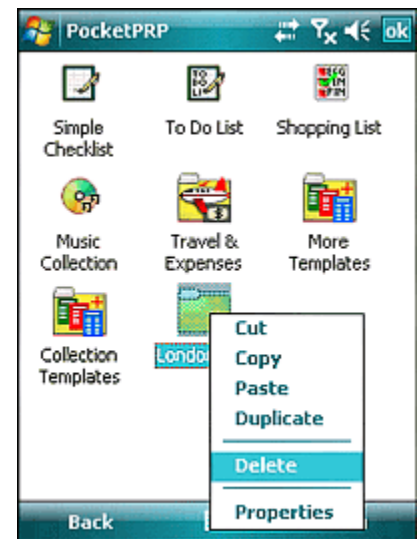 PocketPRP
ok
Simple
Checklist
To Do List
Shopping List
Music
Collection
Travel &
Expenses
More
Templates
Collection
Templates
Cut
Copy
Paste
Duplicate
Delete
Properties
Back